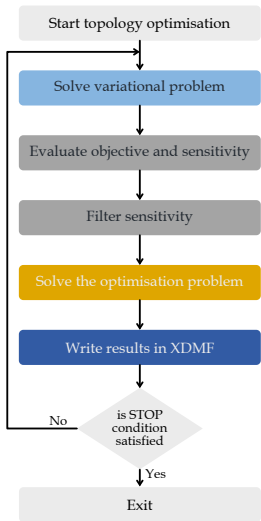 Start topology optimisation
Solve variational problem
Evaluate objective and sensitivity
Filter sensitivity
Solve the optimisation problem
Write results in XDMF
is STOP
condition
satisfied
No
Yes
Exit